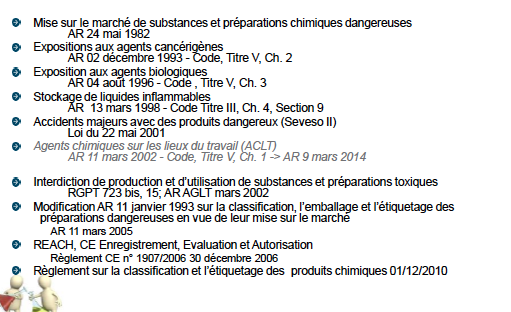 Mise sur le marché de substances et préparations chimiques dangereuses
AR 24 mai 1982
Expositions aux agents cancérigènes
AR 02 décembre 1993 - Code, Titre V, Ch. 2
Exposition aux agents biologiques
AR 04 août 1996 - Code , Titre V, Ch. 3
Stockage de liquides inflammables
AR 13 mars 1998 - Code Titre III, Ch. 4, Section 9
Accidents majeurs avec des produits dangereux (Seveso II)
Loi du 22 mai 2001
Agents chimiques sur les lieux du travail (ACLT)
AR 11 mars 2002 - Code, Titre V, Ch. 1 -> AR 9 mars 2014
Interdiction de production et d'utilisation de substances et préparations toxiques
RGPT 723 bis, 15; AR AGLT mars 2002
Modification AR 11 janvier 1993 sur la classification, l'emballage et l'étiquetage des
préparations dangereuses en vue de leur mise sur le marché
AR 11 mars 2005
REACH, CE Enregistrement, Evaluation et Autorisation
Règlement CE n° 1907/2006 30 décembre 2006
Règlement sur la classification et l'étiquetage des produits chimiques 01/12/2010